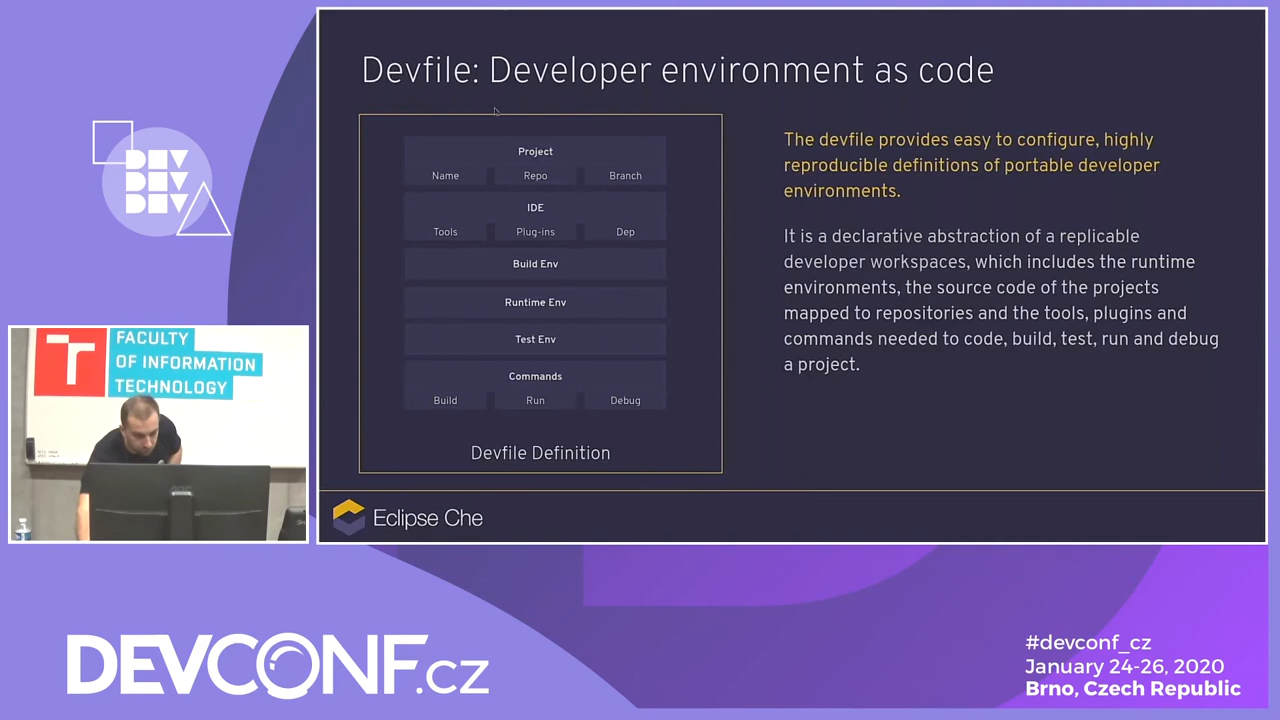 Devfile: Developer environment as code
Project
Name Repo Branch
IDE
Tools Plug-ins Dep
Build Env
Runtime Env
Test Env
Commands
Build Run Debug
Devfile Definition
The devfile provides easy to configure, highly
reproducible definitions of portable developer
environments.
It is a declarative abstraction of a replicable
developer workspaces, which includes the runtime
environments, the source code of the projects
mapped to repositories and the tools, plugins and
commands needed to code, build, test, run and debug
a project.
Eclipse Che
DEV
DEV
DEV
T
FACULTY
OF INFORMATION
TECHNOLOGY
DEVCONF.cz
#devconf_cz
January 24-26, 2020
Brno, Czech Republic